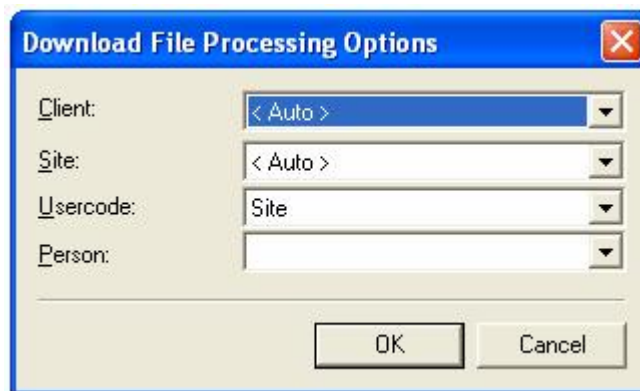 Download File Processing Options
Client: < Auto >
Site: < Auto >
Usercode: Site
Person:
OK Cancel